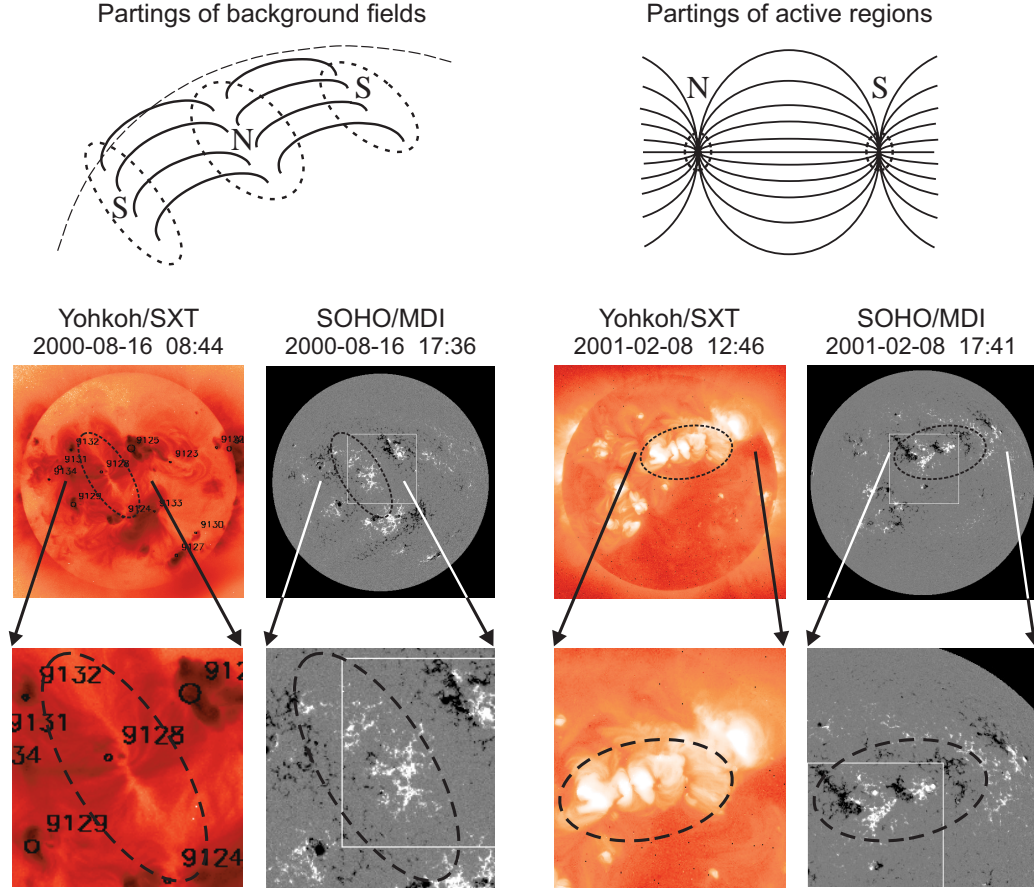 Partings of background fields
Partings of active regions
S
N
S
N
S
Yohkoh/SXT
2000-08-16 08:44
SOHO/MDI
2000-08-16 17:36
Yohkoh/SXT
2001-02-08 12:46
SOHO/MDI
2001-02-08 17:41
9132
9125
9131
9123
9134
9128
9129
9124
9133
9130
9127
9132
912
9131
9128
34
9129
9124